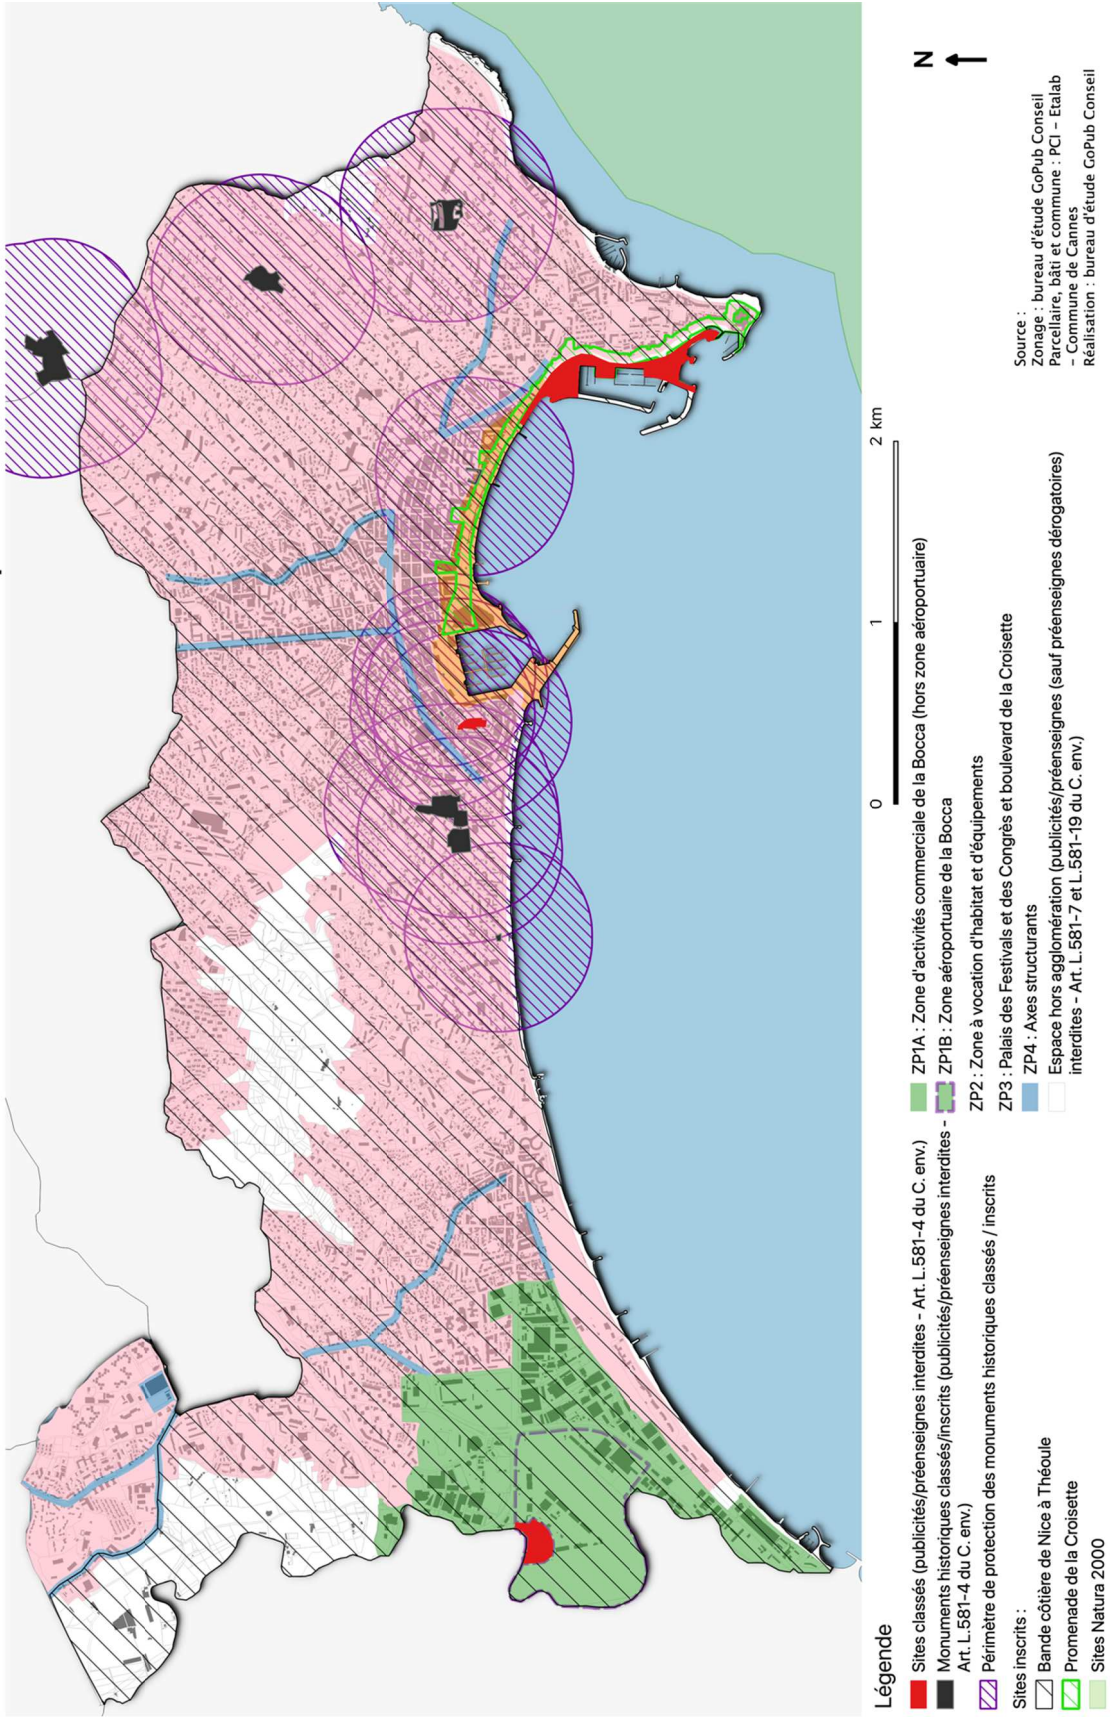 Légende
Sites classés (publicités/préenseignes interdites - Art. L.581-4 du C. env.)
Monuments historiques classés/inscrits (publicités/préenseignes interdites -
Art. L.581-4 du C. env.)
Périmètre de protection des monuments historiques classés / inscrits
Sites inscrits :
Bande côtière de Nice à Théoule
Promenade de la Croisette
Sites Natura 2000
ZP1A : Zone d'activités commerciale de la Bocca (hors zone aéroportuaire)
ZP1B : Zone aéroportuaire de la Bocca
ZP2 : Zone à vocation d'habitat et d'équipements
ZP3 : Palais des Festivals et des Congrès et boulevard de la Croisette
ZP4 : Axes structurants
Espace hors agglomération (publicités/préenseignes (sauf préenseignes dérogatoires)
interdites - Art. L.581-7 et L.581-19 du C. env.)
0
1
2 km
N
Source :
Zonage : bureau d'étude GoPub Conseil
Parcellaire, bâti et commune : PCI - Etalab
- Commune de Cannes
Réalisation : bureau d'étude GoPub Conseil